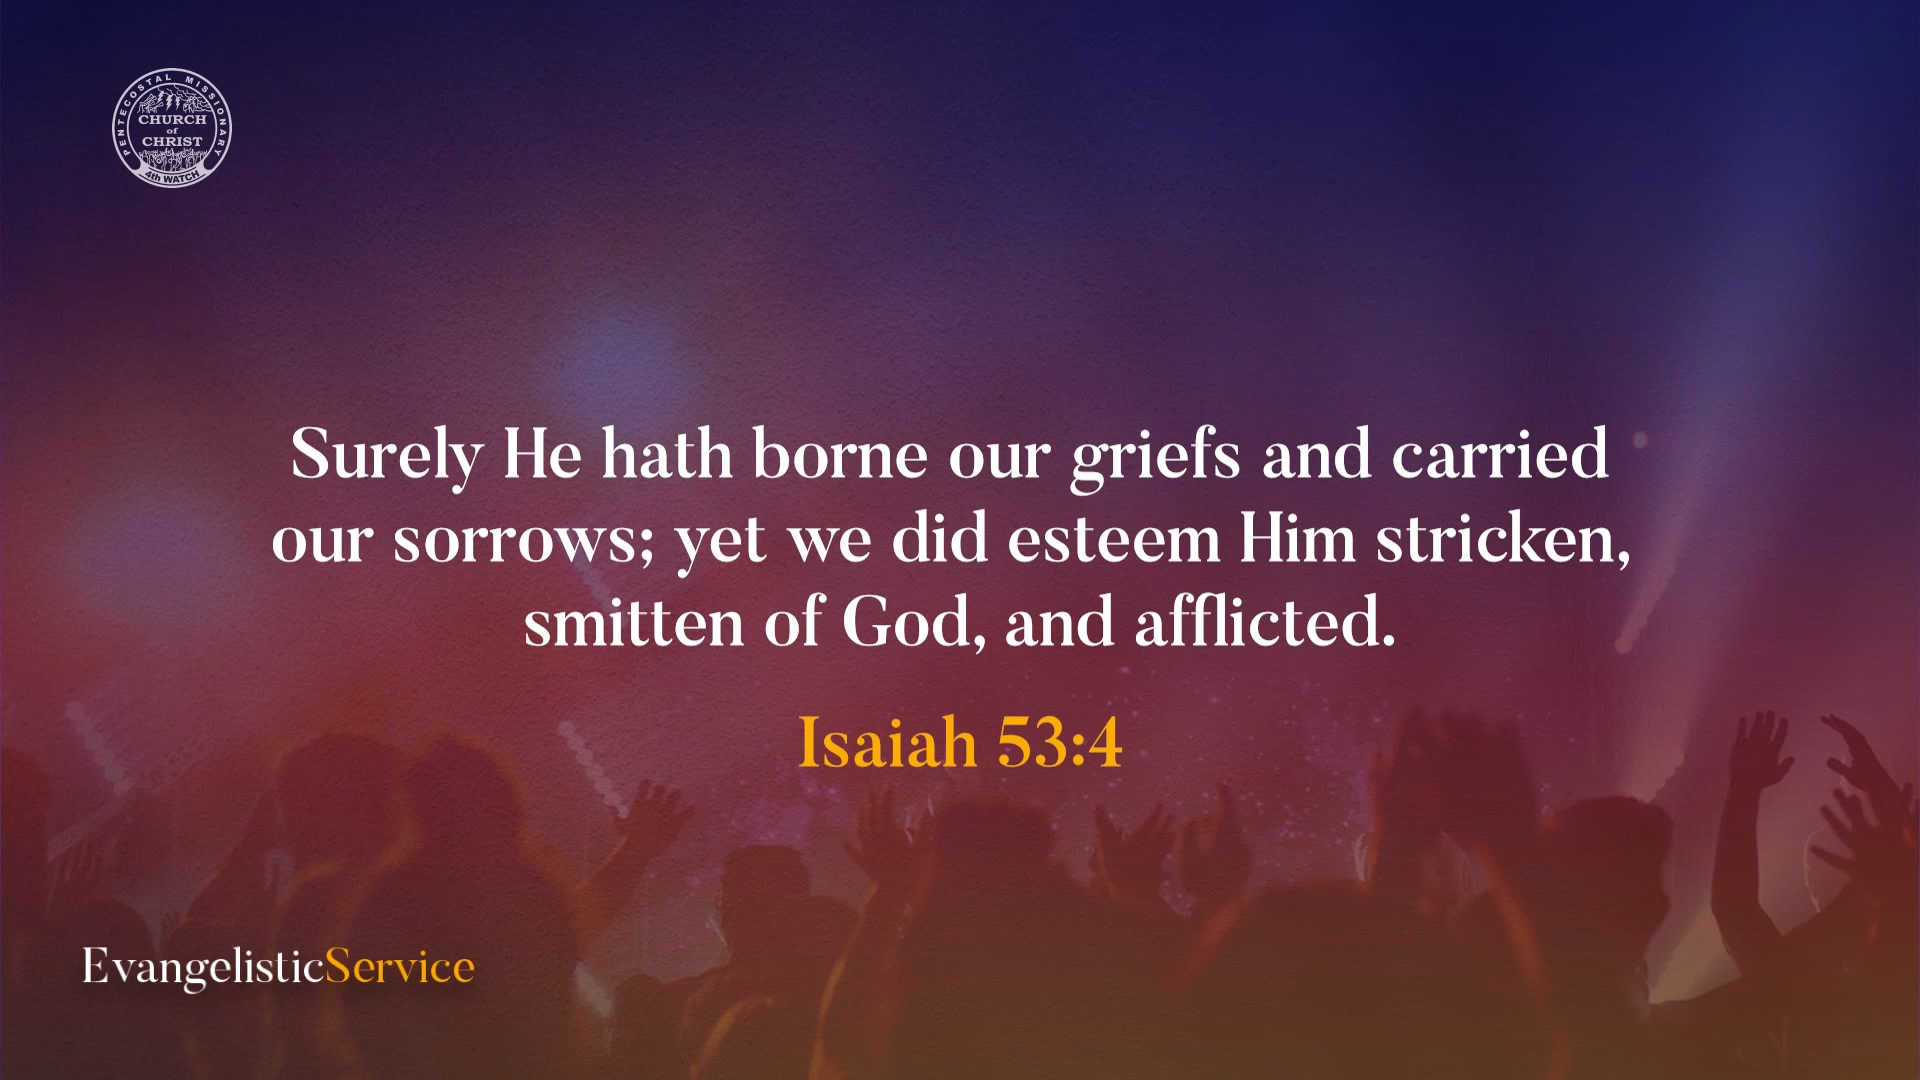 PENTECOSTAL MISSIONARY
CHURCH
of
CHRIST
4th WATCH
Surely He hath borne our griefs and carried
our sorrows; yet we did esteem Him stricken,
smitten of God, and afflicted.
Isaiah 53:4
EvangelisticService